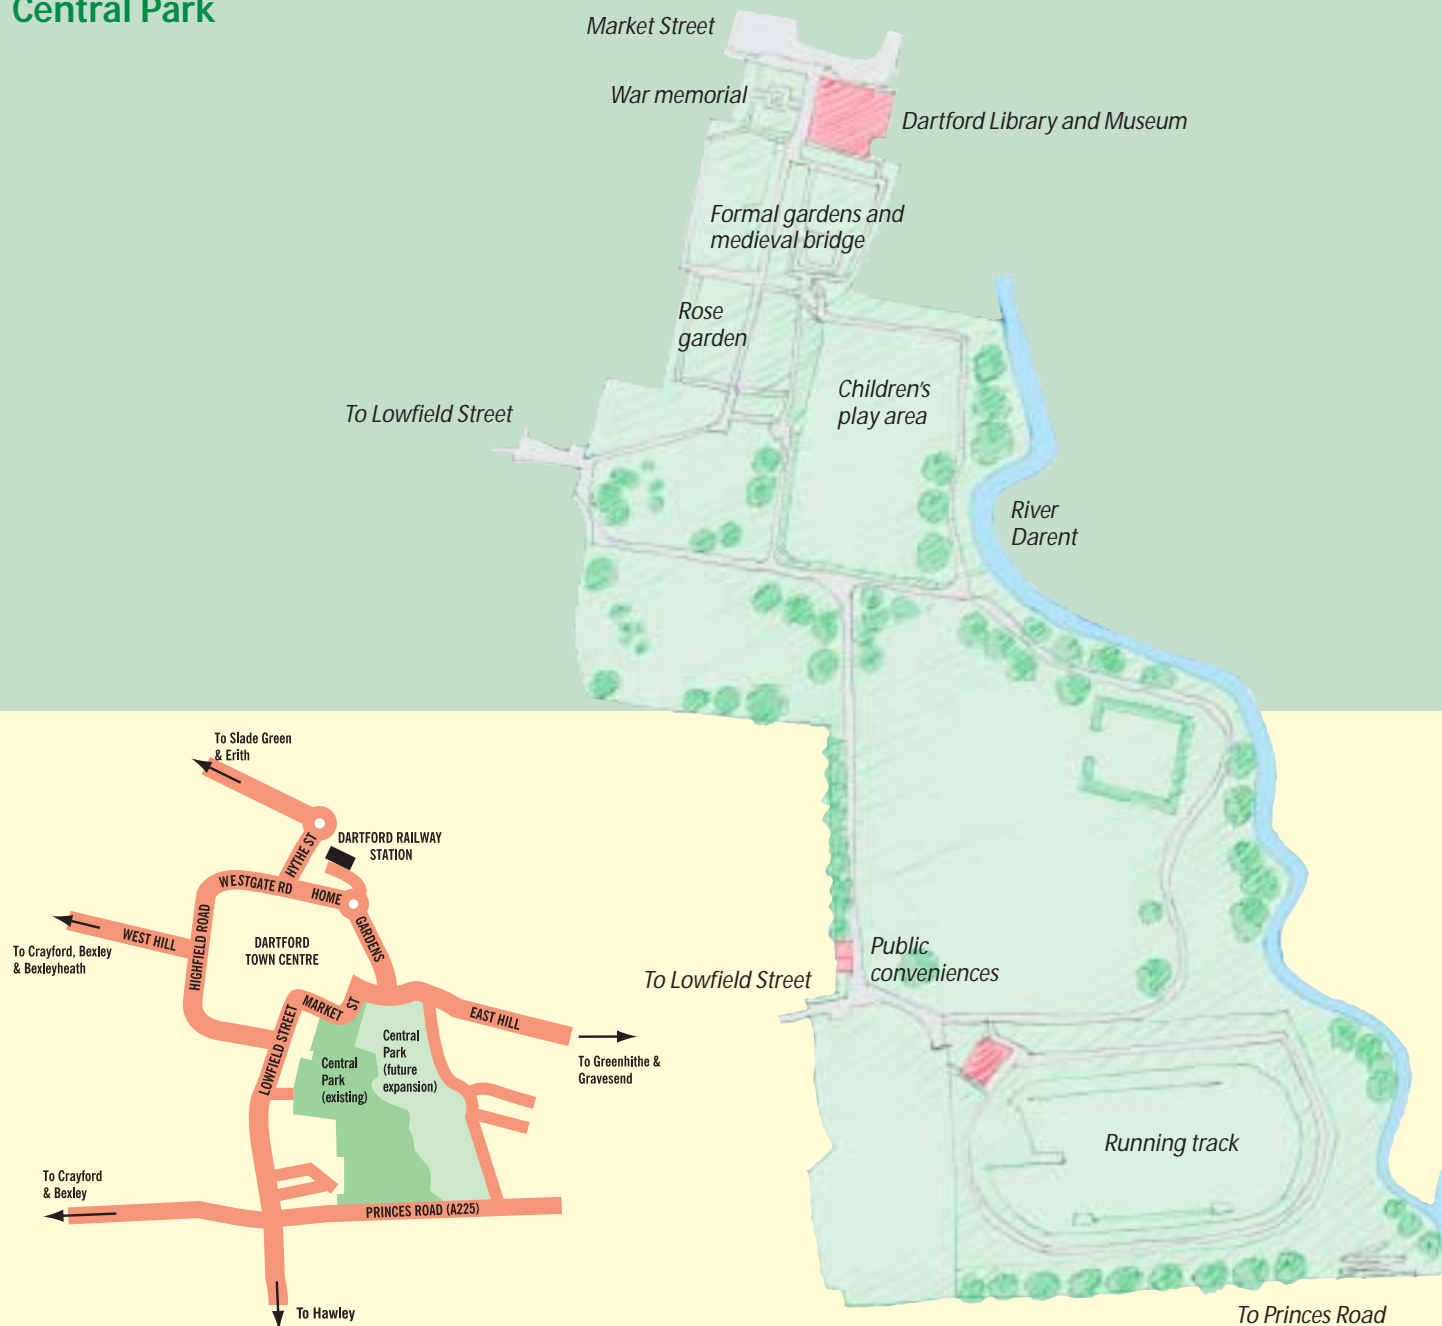 Central Park
Market Street
War memorial
Dartford Library and Museum
Formal gardens and
medieval bridge
Rose
garden
Children's
play area
To Lowfield Street
River
Darent
Public
conveniences
To Lowfield Street
Running track
To Princes Road
To Slade Green
& Erith
HYTHE ST
DARTFORD RAILWAY
STATION
WESTGATE RD
HOME
GARDENS
HIGHFIELD ROAD
WEST HILL
To Crayford, Bexley
& Bexleyheath
DARTFORD
TOWN CENTRE
MARKET
ST
LOWFIELD STREET
EAST HILL
To Greenhithe &
Gravesend
Central
Park
(existing)
Central
Park
(future
expansion)
To Crayford
& Bexley
PRINCES ROAD (A225)
To Hawley